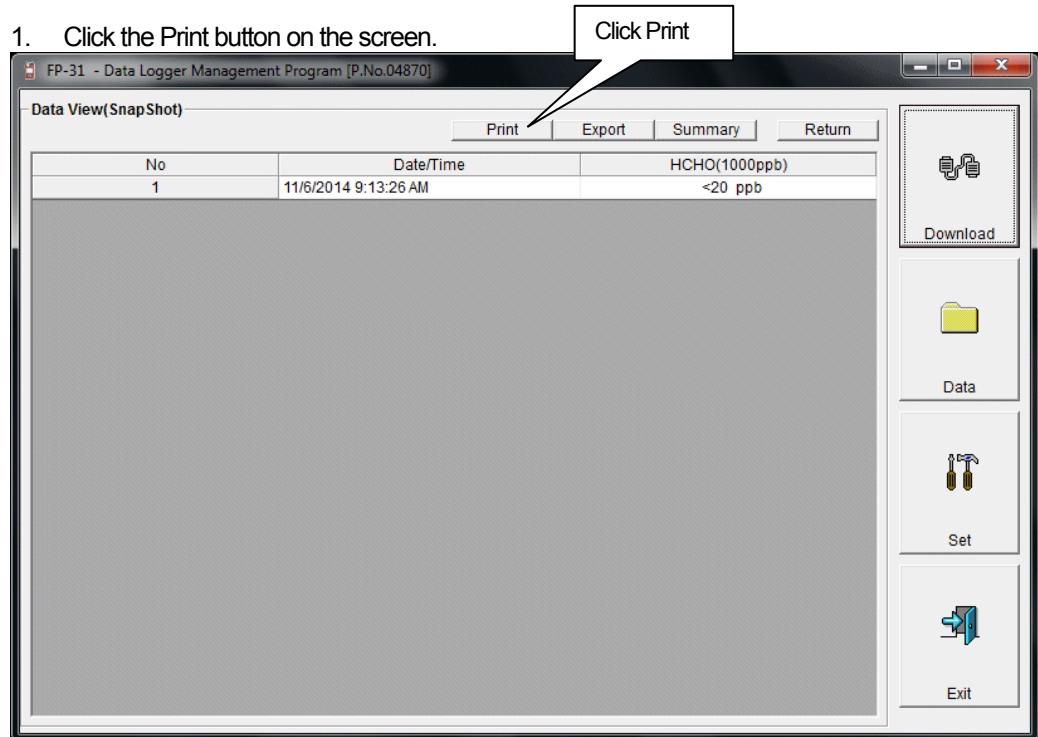 Click Print
1. Click the Print button on the screen.
FP-31 - Data Logger Management Program [P.No.04870]
Data View(SnapShot)
Print Export Summary Return
No Date/Time HCHO(1000ppb)
1 11/6/2014 9:13:26 AM <20 ppb
Download
Data
Set
Exit